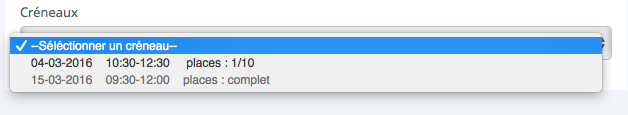 Créneaux
✓ --Séléctionner un créneau--
04-03-2016 10:30-12:30 places : 1/10
15-03-2016 09:30-12:00 places : complet